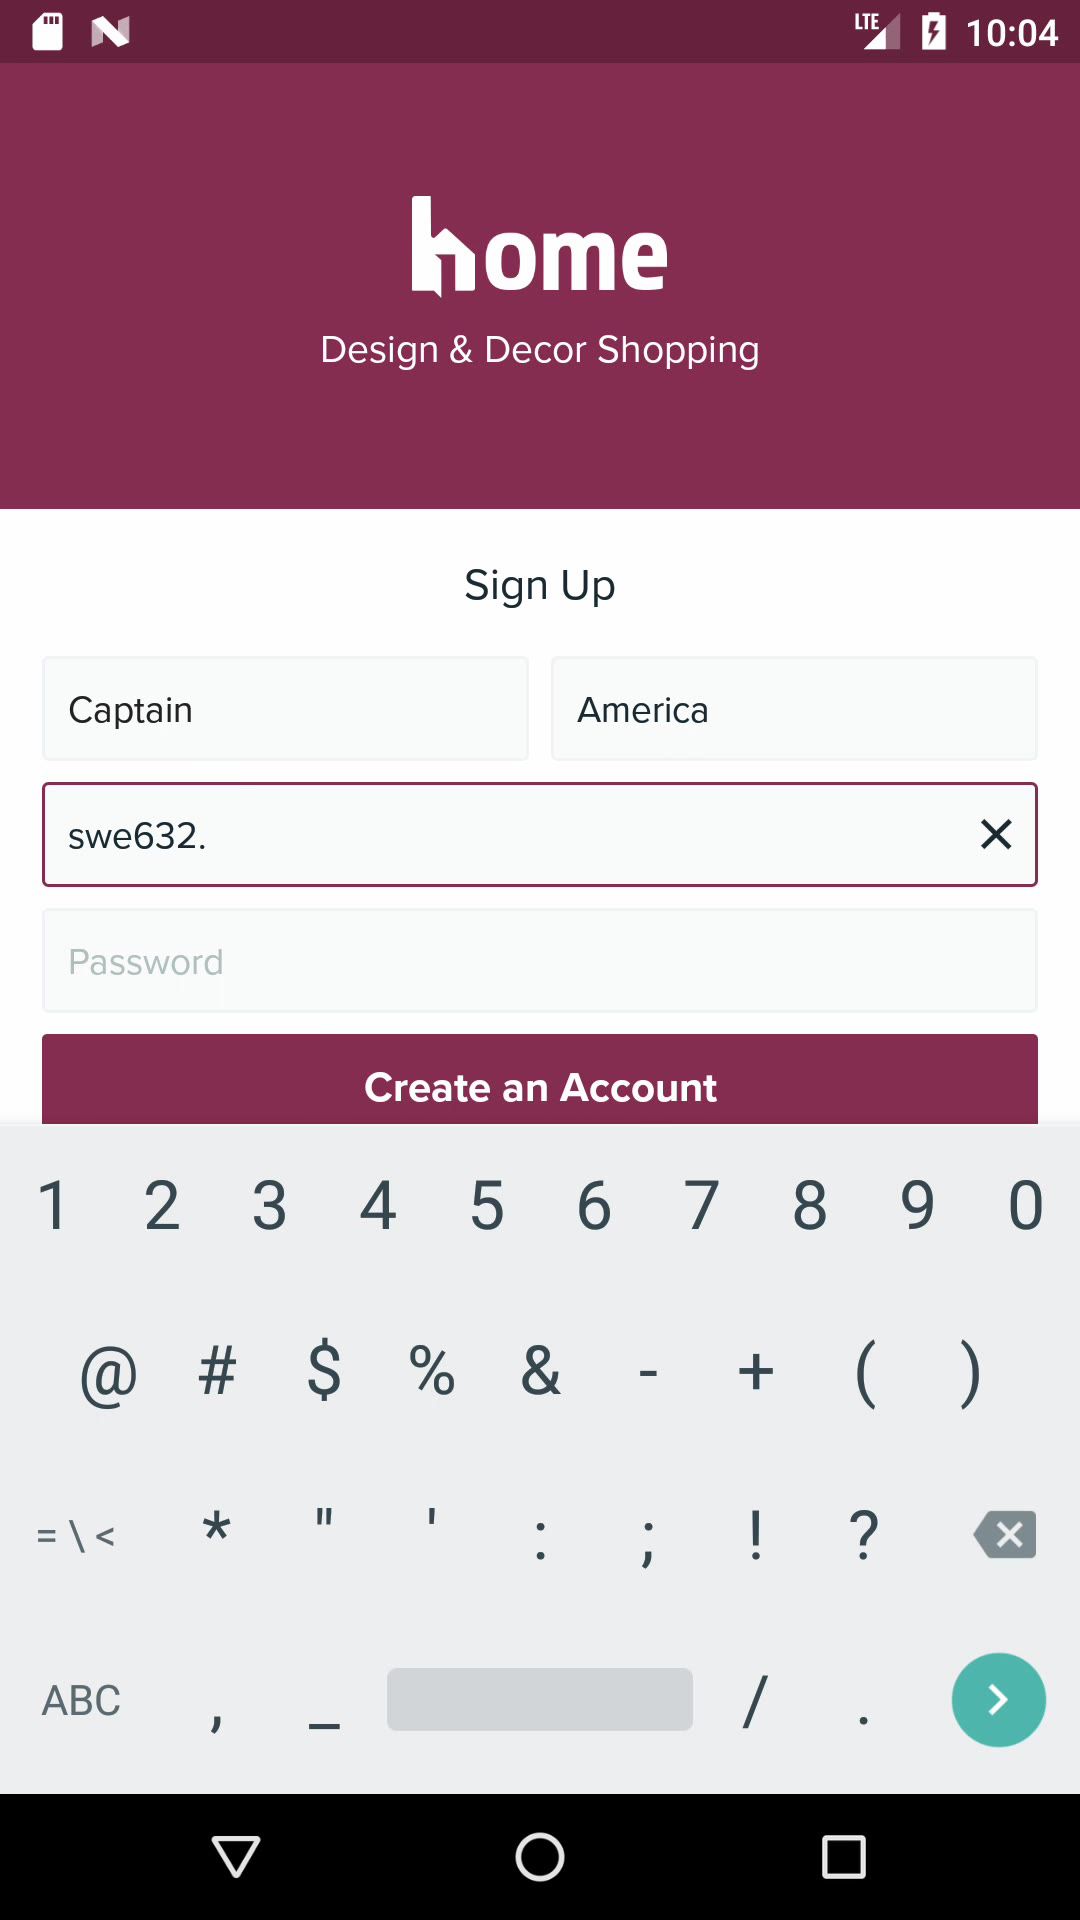 LTE 10:04
home
Design & Decor Shopping
Sign Up
Captain America
swe632.
Password
Create an Account
1 2 3 4 5 6 7 8 9 0
@ # $ % & - + ( )
= \ < * " ' : ; ! ?
ABC , _ / .